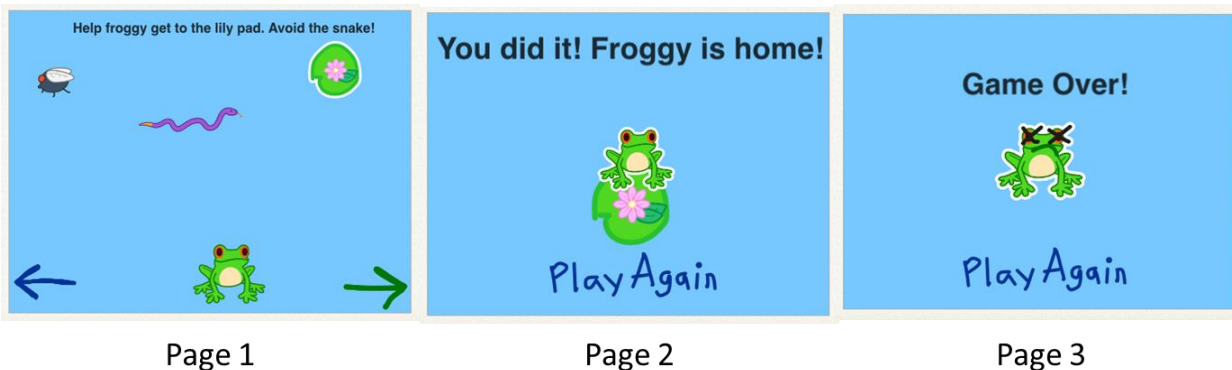 Help froggy get to the lily pad. Avoid the snake!
You did it! Froggy is home!
Play Again
Game Over!
Play Again
Page 1
Page 2
Page 3